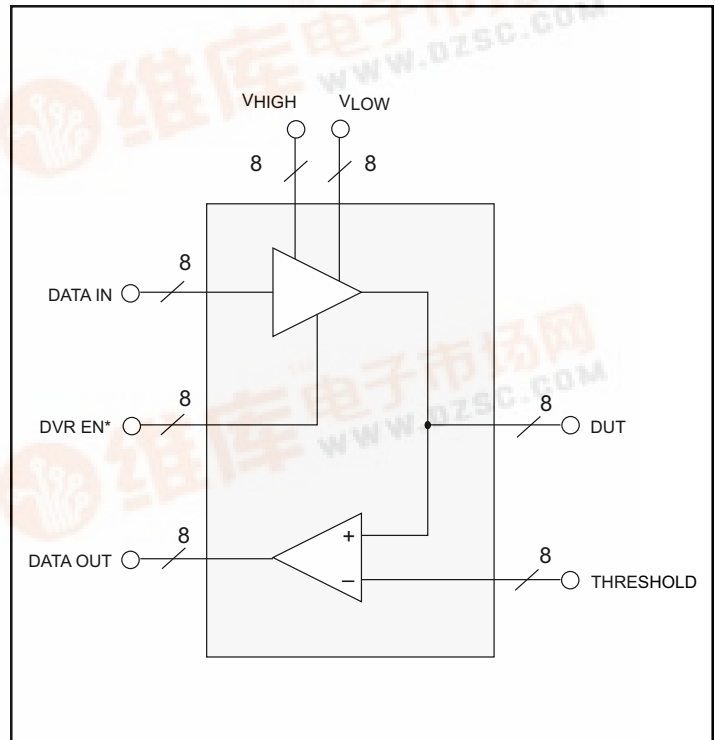 维库电子市场网
WWW.DZSC.COM
VHIGH VLOW
8 8
8
DATA IN
8
DVR EN*
维库电子市场网
WWW.DZSC.COM
8
DUT
8
DATA OUT
+
−
8
THRESHOLD